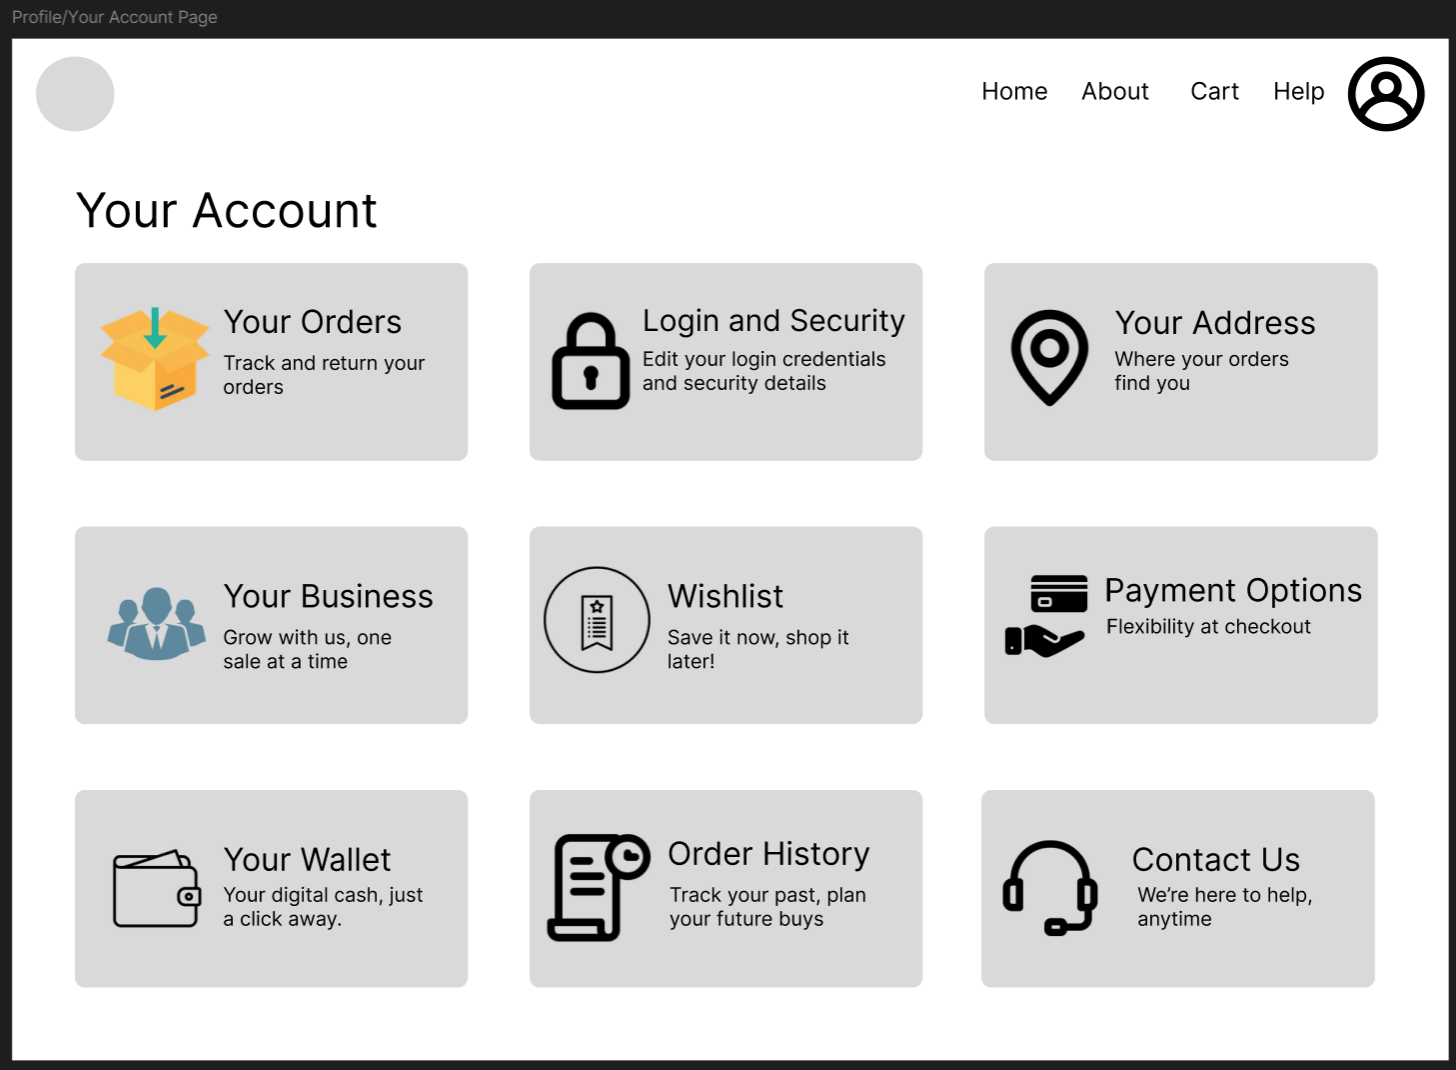 Profile/Your Account Page
Home About Cart Help
Your Account
Your Orders
Track and return your
orders
Login and Security
Edit your login credentials
and security details
Your Address
Where your orders
find you
Your Business
Grow with us, one
sale at a time
Wishlist
Save it now, shop it
later!
Payment Options
Flexibility at checkout
Your Wallet
Your digital cash, just
a click away.
Order History
Track your past, plan
your future buys
Contact Us
We’re here to help,
anytime